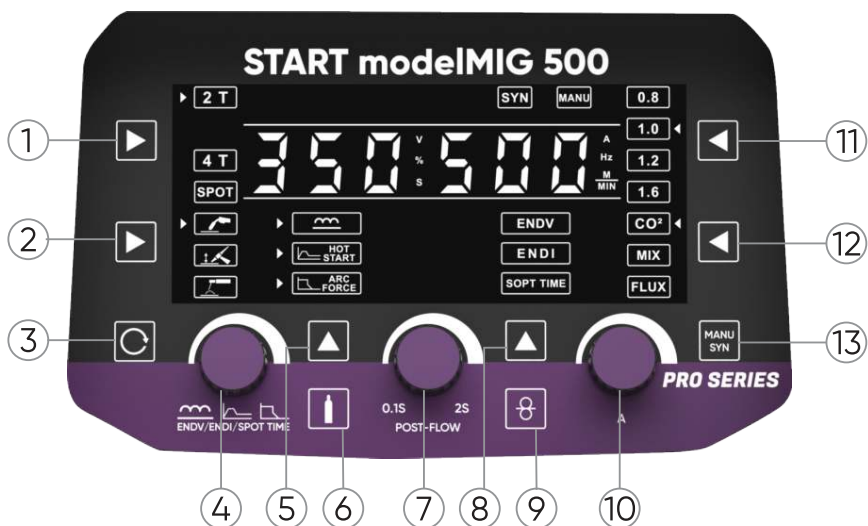 START modelMIG 500
2 T
SYN MANU
0.8
1
1.0
11
350 500
V
%
S
A
Hz
M
MIN
4 T
1.2
SPOT
1.6
2
ENDV
CO²
12
HOT
START
ENDI
MIX
ARC
FORCE
SOPT TIME
FLUX
3
MANU
SYN
13
PRO SERIES
ENDV/ENDI/SPOT TIME
0.1S 2S
POST-FLOW
A
4 5 6 7 8 9 10